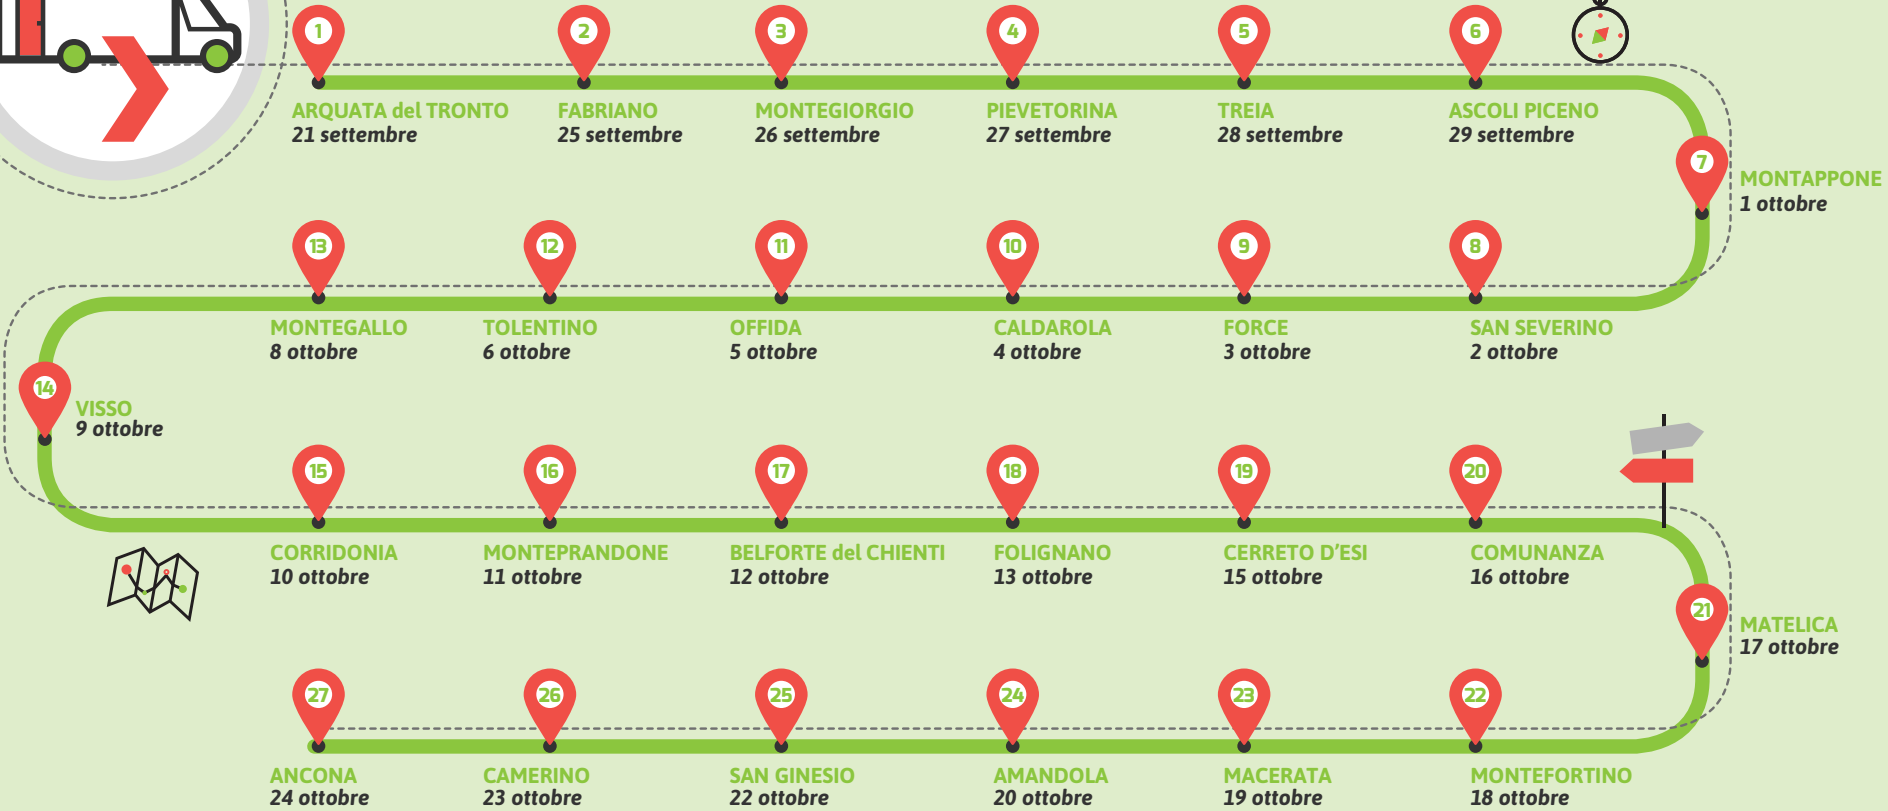 1
ARQUATA del TRONTO
21 settembre
2
FABRIANO
25 settembre
3
MONTEGIORGIO
26 settembre
4
PIEVETORINA
27 settembre
5
TREIA
28 settembre
6
ASCOLI PICENO
29 settembre
7
MONTAPPONE
1 ottobre
8
SAN SEVERINO
2 ottobre
9
FORCE
3 ottobre
10
CALDAROLA
4 ottobre
11
OFFIDA
5 ottobre
12
TOLENTINO
6 ottobre
13
MONTEGALLO
8 ottobre
14
VISSO
9 ottobre
15
CORRIDONIA
10 ottobre
16
MONTEPRANDONE
11 ottobre
17
BELFORTE del CHIENTI
12 ottobre
18
FOLIGNANO
13 ottobre
19
CERRETO D’ESI
15 ottobre
20
COMUNANZA
16 ottobre
21
MATELICA
17 ottobre
22
MONTEFORTINO
18 ottobre
23
MACERATA
19 ottobre
24
AMANDOLA
20 ottobre
25
SAN GINESIO
22 ottobre
26
CAMERINO
23 ottobre
27
ANCONA
24 ottobre